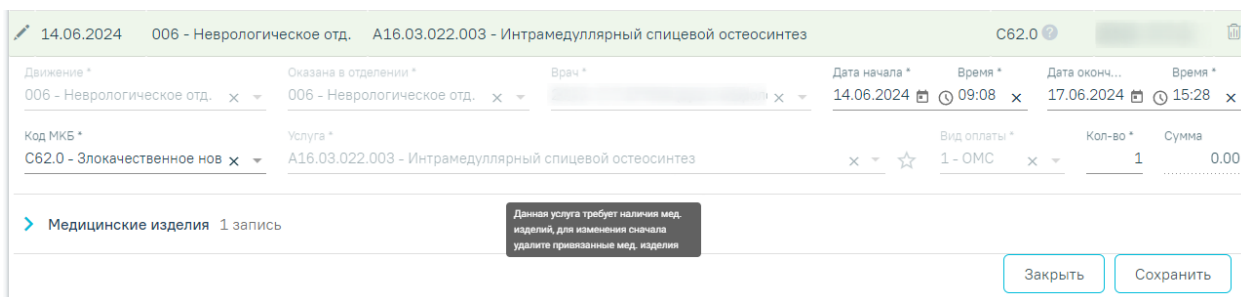 14.06.2024 006 - Неврологическое отд. A16.03.022.003 - Интрамедуллярный спицевой остеосинтез C62.0
Движение * Оказана в отделении * Врач * Дата начала * Время * Дата оконч... Время *
006 - Неврологическое отд. 006 - Неврологическое отд. 14.06.2024 09:08 17.06.2024 15:28
Код МКБ * Услуга * Вид оплаты * Кол-во * Сумма
C62.0 - Злокачественное нов A16.03.022.003 - Интрамедуллярный спицевой остеосинтез 1 - ОМС 1 0.00
Медицинские изделия 1 запись
Данная услуга требует наличия мед.
изделий, для изменения сначала
удалите привязанные мед. изделия
Закрыть Сохранить